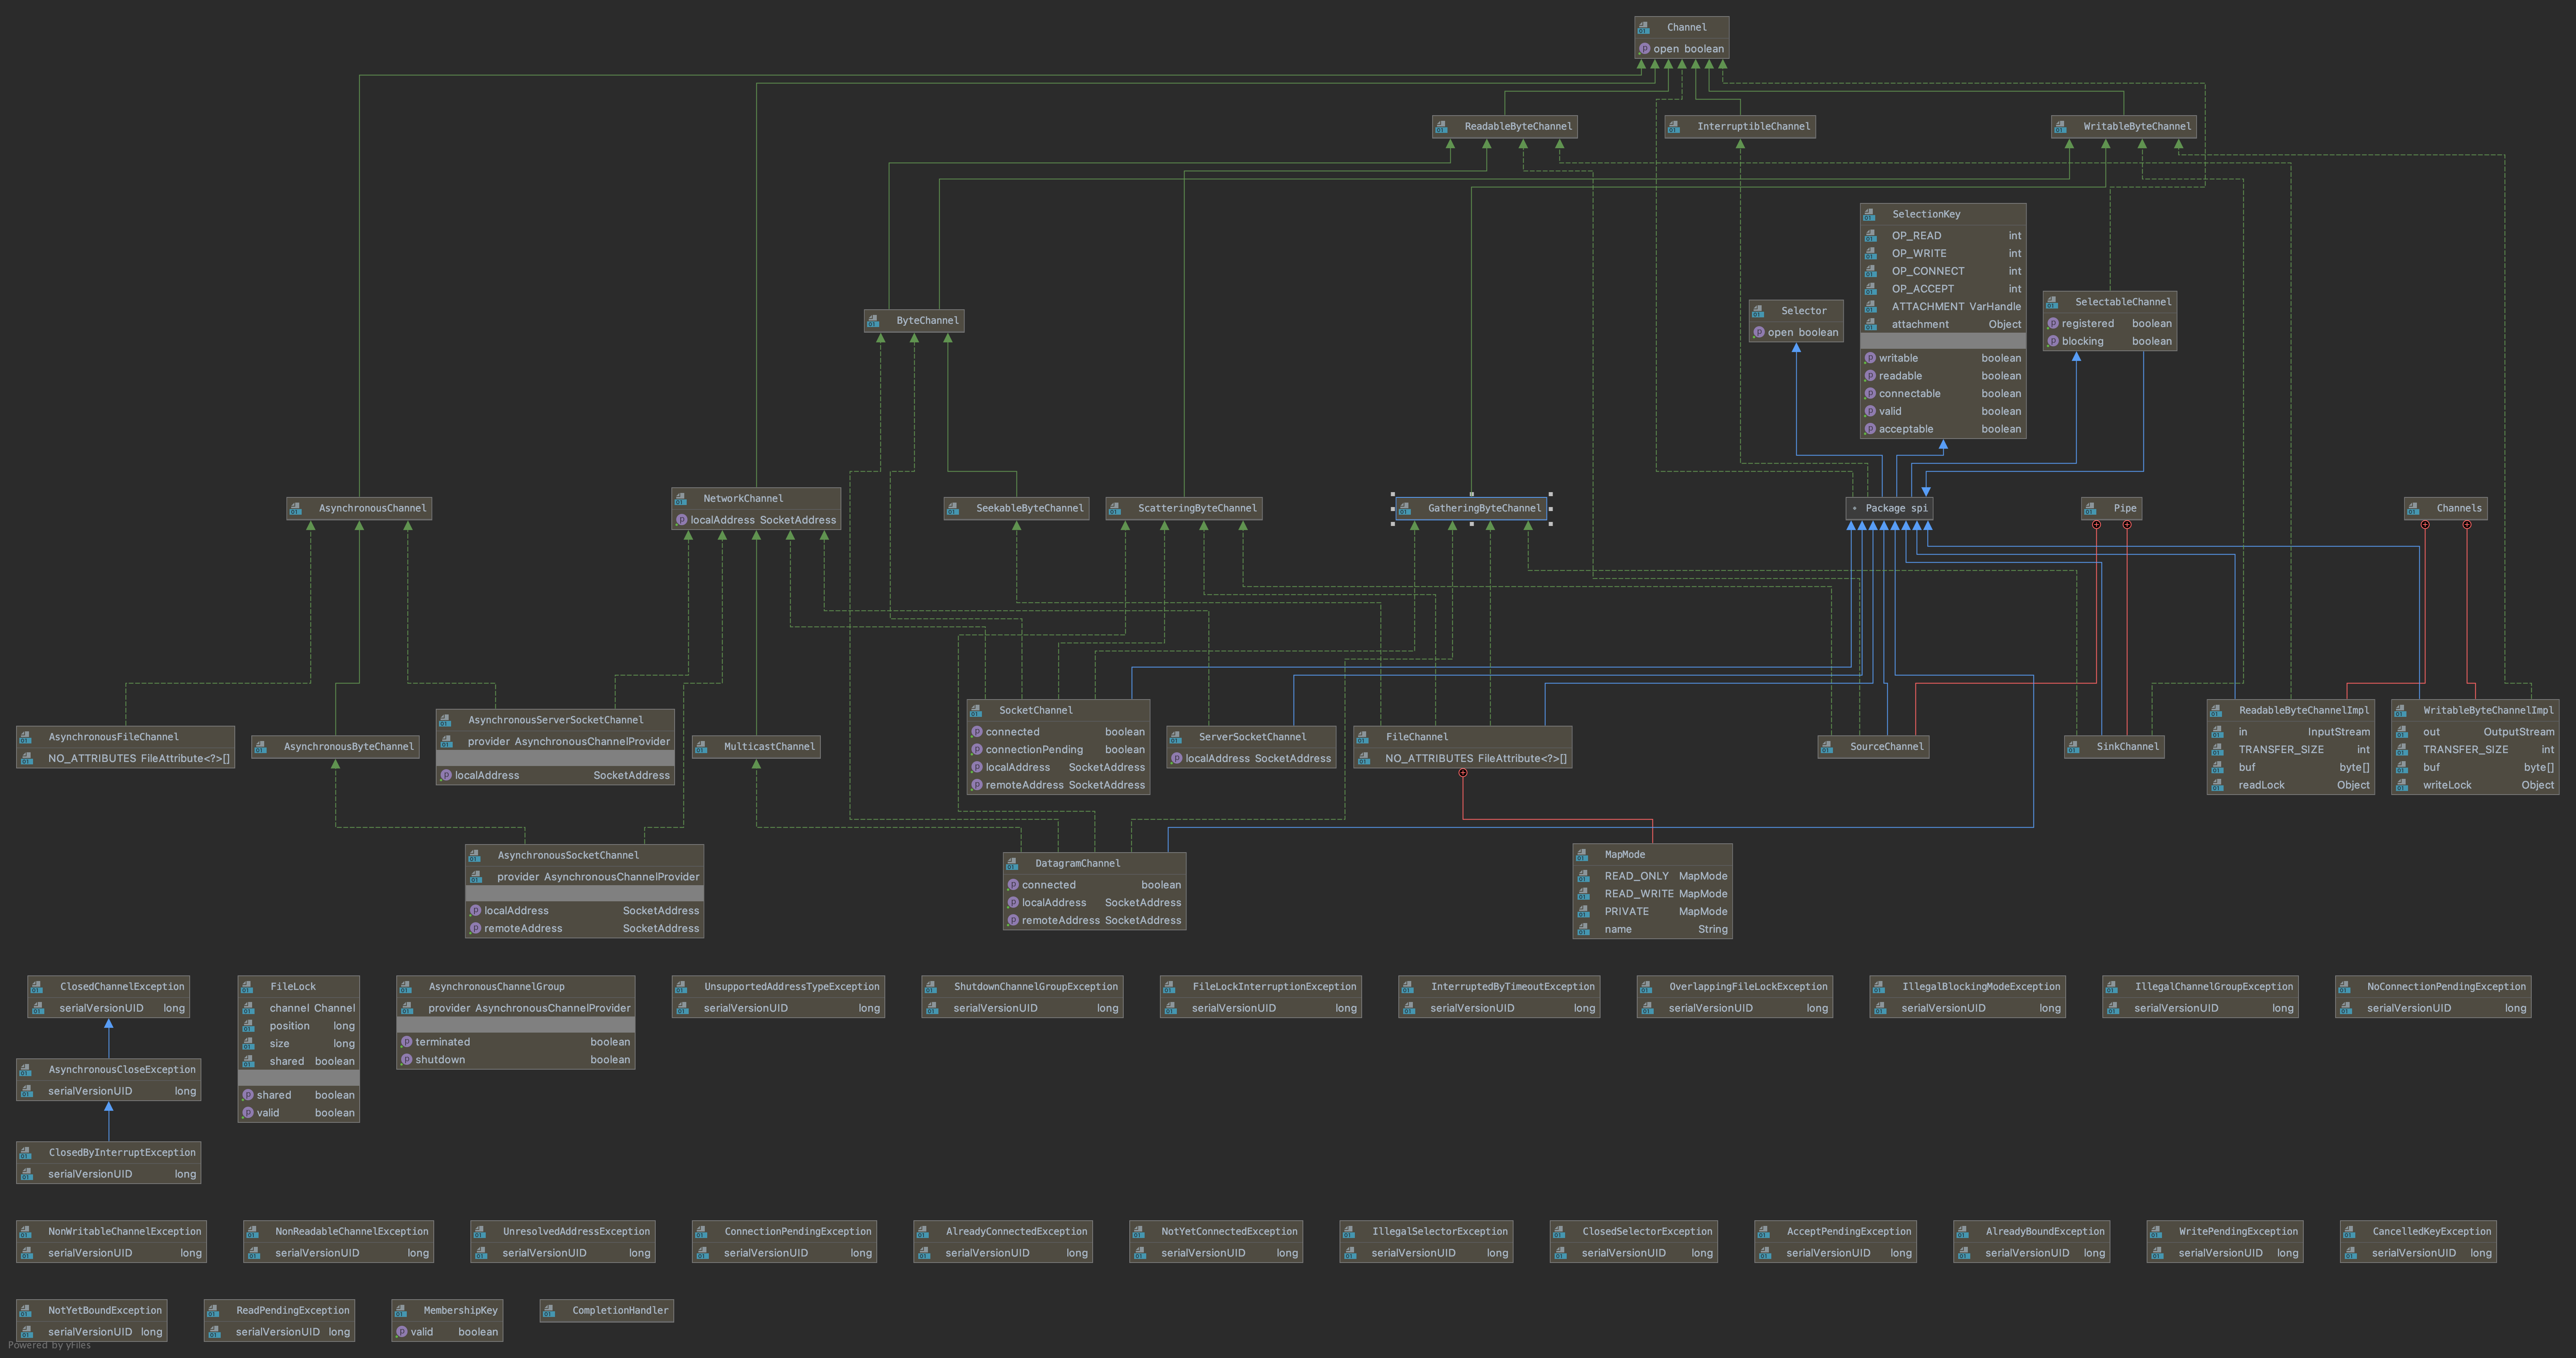 Channel
open boolean
ReadableByteChannel
InterruptibleChannel
WritableByteChannel
SelectionKey
OP_READ int
OP_WRITE int
OP_CONNECT int
OP_ACCEPT int
ATTACHMENT VarHandle
attachment Object
writable boolean
readable boolean
connectable boolean
valid boolean
acceptable boolean
Selector
open boolean
SelectableChannel
registered boolean
blocking boolean
ByteChannel
AsynchronousChannel
NetworkChannel
localAddress SocketAddress
SeekableByteChannel
ScatteringByteChannel
GatheringByteChannel
Package spi
Pipe
Channels
AsynchronousFileChannel
NO_ATTRIBUTES FileAttribute<?>[]
AsynchronousByteChannel
AsynchronousServerSocketChannel
provider AsynchronousChannelProvider
localAddress SocketAddress
MulticastChannel
SocketChannel
connected boolean
connectionPending boolean
localAddress SocketAddress
remoteAddress SocketAddress
ServerSocketChannel
localAddress SocketAddress
FileChannel
NO_ATTRIBUTES FileAttribute<?>[]
SourceChannel
SinkChannel
ReadableByteChannelImpl
in InputStream
TRANSFER_SIZE int
buf byte[]
readLock Object
WritableByteChannelImpl
out OutputStream
TRANSFER_SIZE int
buf byte[]
writeLock Object
AsynchronousSocketChannel
provider AsynchronousChannelProvider
localAddress SocketAddress
remoteAddress SocketAddress
DatagramChannel
connected boolean
localAddress SocketAddress
remoteAddress SocketAddress
MapMode
READ_ONLY MapMode
READ_WRITE MapMode
PRIVATE MapMode
name String
ClosedChannelException
serialVersionUID long
FileLock
channel Channel
position long
size long
shared boolean
shared boolean
valid boolean
AsynchronousChannelGroup
provider AsynchronousChannelProvider
terminated boolean
shutdown boolean
UnsupportedAddressTypeException
serialVersionUID long
ShutdownChannelGroupException
serialVersionUID long
FileLockInterruptionException
serialVersionUID long
InterruptedByTimeoutException
serialVersionUID long
OverlappingFileLockException
serialVersionUID long
IllegalBlockingModeException
serialVersionUID long
IllegalChannelGroupException
serialVersionUID long
NoConnectionPendingException
serialVersionUID long
AsynchronousCloseException
serialVersionUID long
ClosedByInterruptException
serialVersionUID long
NonWritableChannelException
serialVersionUID long
NonReadableChannelException
serialVersionUID long
UnresolvedAddressException
serialVersionUID long
ConnectionPendingException
serialVersionUID long
AlreadyConnectedException
serialVersionUID long
NotYetConnectedException
serialVersionUID long
IllegalSelectorException
serialVersionUID long
ClosedSelectorException
serialVersionUID long
AcceptPendingException
serialVersionUID long
AlreadyBoundException
serialVersionUID long
WritePendingException
serialVersionUID long
CancelledKeyException
serialVersionUID long
NotYetBoundException
serialVersionUID long
ReadPendingException
serialVersionUID long
MembershipKey
valid boolean
CompletionHandler
Powered by yFiles